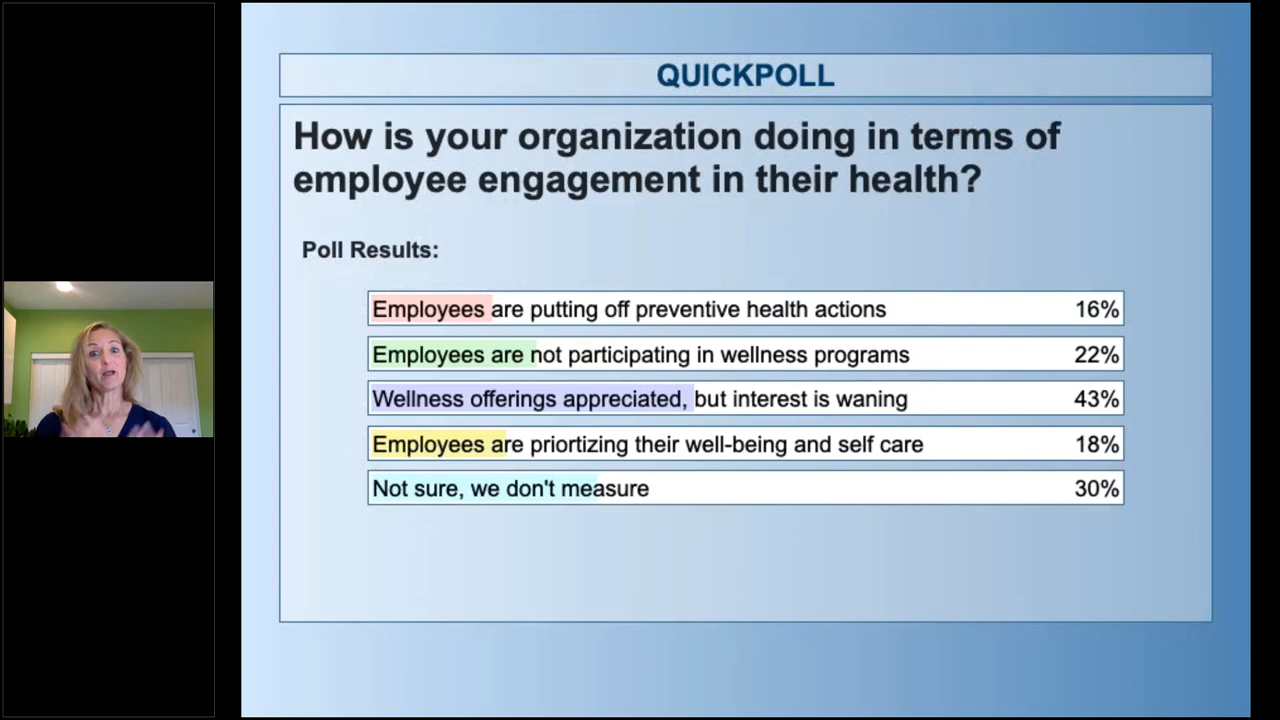 QUICKPOLL
How is your organization doing in terms of
employee engagement in their health?
Poll Results:
Employees are putting off preventive health actions 16%
Employees are not participating in wellness programs 22%
Wellness offerings appreciated, but interest is waning 43%
Employees are priortizing their well-being and self care 18%
Not sure, we don't measure 30%